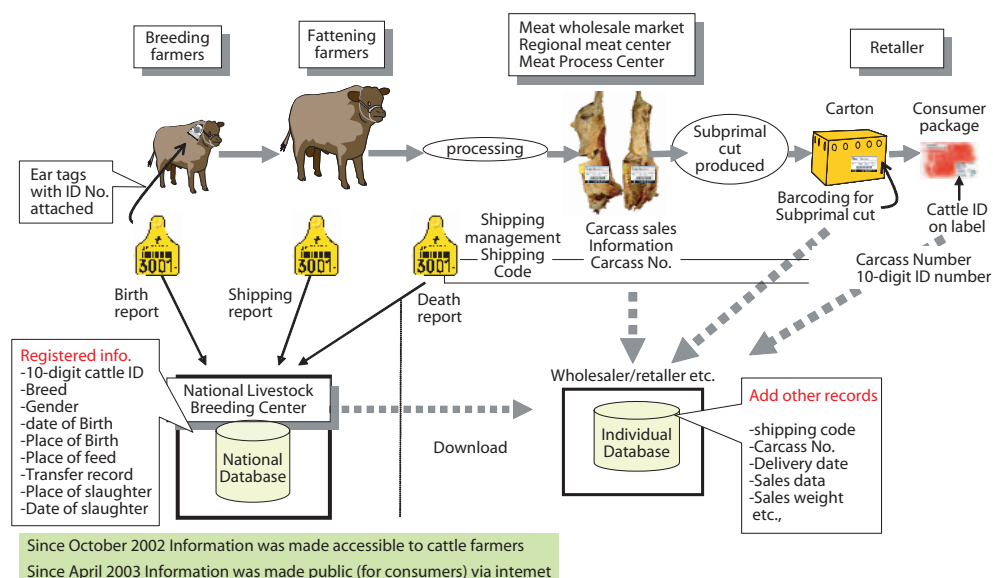 Breeding
farmers
Fattening
farmers
Meat wholesale market
Regional meat center
Meat Process Center
Retaller
Ear tags
with ID No.
attached
processing
Subprimal
cut
produced
Carton
Consumer
package
Barcoding for
Subprimal cut
Cattle ID
on label
3001
3001
3001
Shipping
management
Shipping
Code
Carcass sales
Information
Carcass No.
Carcass Number
10-digit ID number
Birth
report
Shipping
report
Death
report
Registered info.
-10-digit cattle ID
-Breed
-Gender
-date of Birth
-Place of Birth
-Place of feed
-Transfer record
-Place of slaughter
-Date of slaughter
National Livestock
Breeding Center
National
Database
Download
Wholesaler/retailer etc.
Individual
Database
Add other records
-shipping code
-Carcass No.
-Delivery date
-Sales data
-Sales weight
etc.,
Since October 2002 Information was made accessible to cattle farmers
Since April 2003 Information was made public (for consumers) via intemet